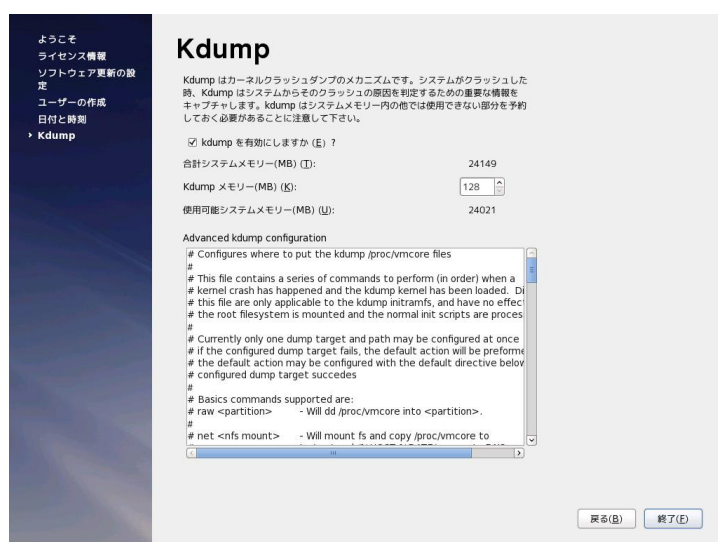 ようこそ
ライセンス情報
ソフトウェア更新の設
定
ユーザーの作成
日付と時刻
Kdump
Kdump
Kdump はカーネルクラッシュダンプのメカニズムです。システムがクラッシュした
時、Kdump はシステムからそのクラッシュの原因を判定するための重要な情報を
キャプチャします。kdump はシステムメモリー内の他では使用できない部分を予約
しておく必要があることに注意して下さい。
kdump を有効にしますか (E) ?
合計システムメモリー(MB) (T): 24149
Kdump メモリー(MB) (K): 128
使用可能システムメモリー(MB) (U): 24021
Advanced kdump configuration
# Configures where to put the kdump /proc/vmcore files
#
# This file contains a series of commands to perform (in order) when a
# kernel crash has happened and the kdump kernel has been loaded. Di
# this file are only applicable to the kdump initramfs, and have no effec
# the root filesystem is mounted and the normal init scripts are proces
#
# Currently only one dump target and path may be configured at once
# if the configured dump target fails, the default action will be preforme
# the default action may be configured with the default directive below
# configured dump target succedes
#
# Basics commands supported are:
# raw <partition> - Will dd /proc/vmcore into <partition>.
#
# net <nfs mount> - Will mount fs and copy /proc/vmcore to
戻る(B)
終了(F)